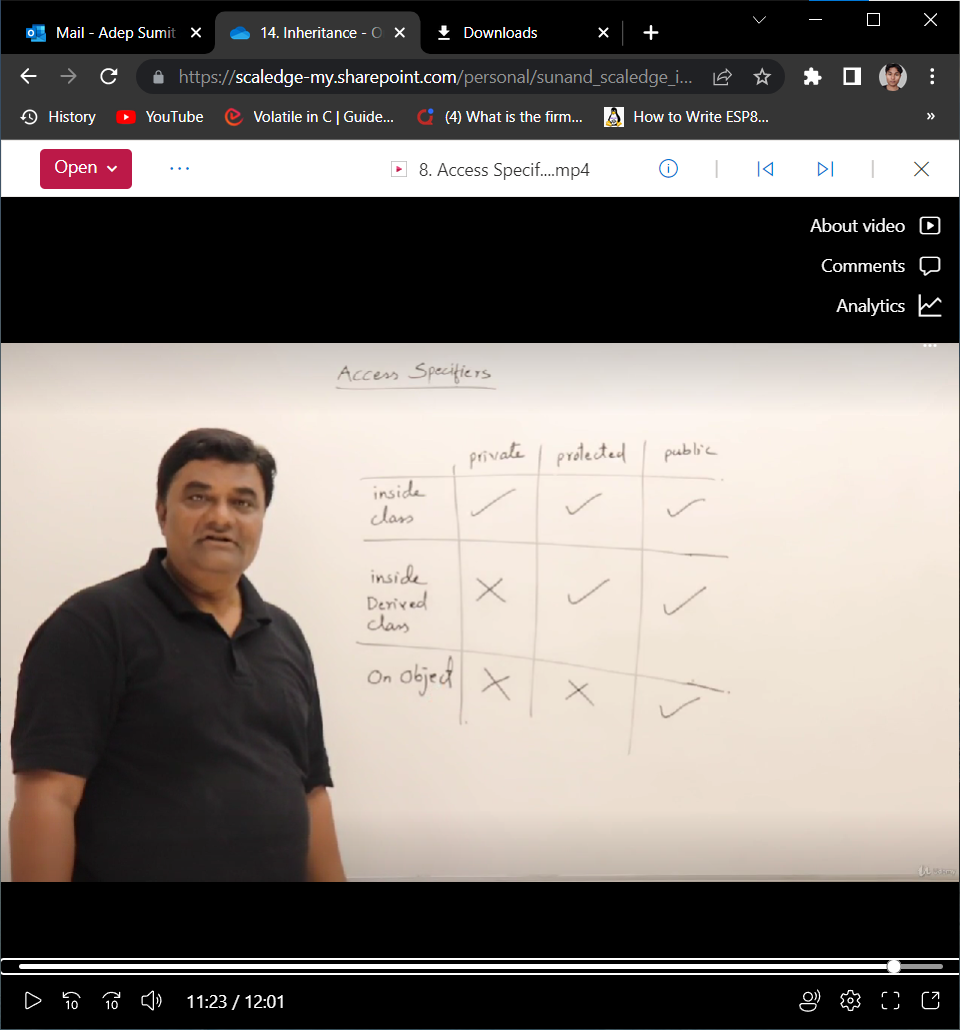 Mail - Adep Sumit
14. Inheritance - O
Downloads
https://scaledge-my.sharepoint.com/personal/sunand_scaledge_i...
History
YouTube
Volatile in C | Guide...
(4) What is the firm...
How to Write ESP8...
»
Open
...
8. Access Specif....mp4
About video
Comments
Analytics
Access Specifiers
private protected public
inside
class
inside
Derived
class
On Object
10
10
11:23 / 12:01